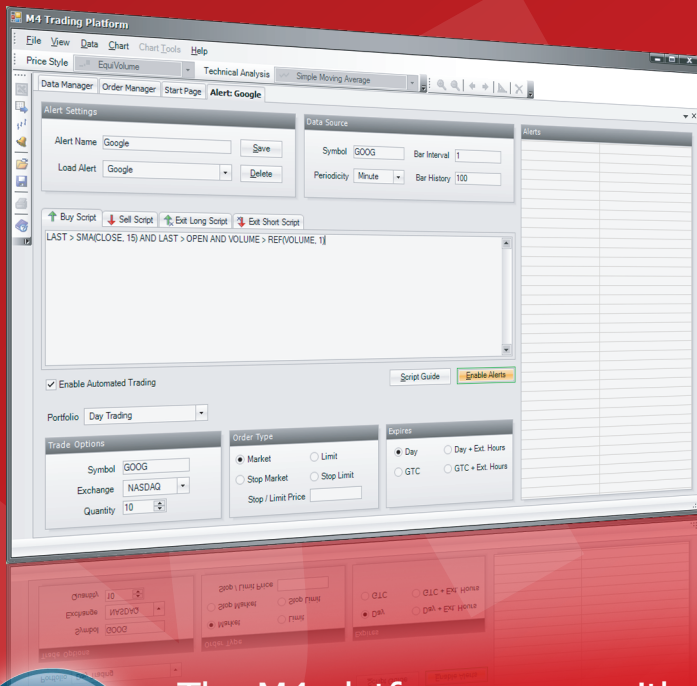 M4 Trading Platform
File View Data Chart Chart Tools Help
Price Style EquiVolume Technical Analysis Simple Moving Average
Data Manager Order Manager Start Page Alert: Google
Alert Settings
Alert Name Google Save
Load Alert Google Delete
Data Source
Symbol GOOG Bar Interval 1
Periodicity Minute Bar History 100
Alerts
Buy Script Sell Script Exit Long Script Exit Short Script
LAST > SMA(CLOSE, 15) AND LAST > OPEN AND VOLUME > REF(VOLUME, 1)
Script Guide Enable Alerts
Enable Automated Trading
Portfolio Day Trading
Trade Options
Symbol GOOG
Exchange NASDAQ
Quantity 10
Order Type
Market Limit
Stop Market Stop Limit
Stop / Limit Price
Expires
Day Day + Ext. Hours
GTC GTC + Ext. Hours
The M4